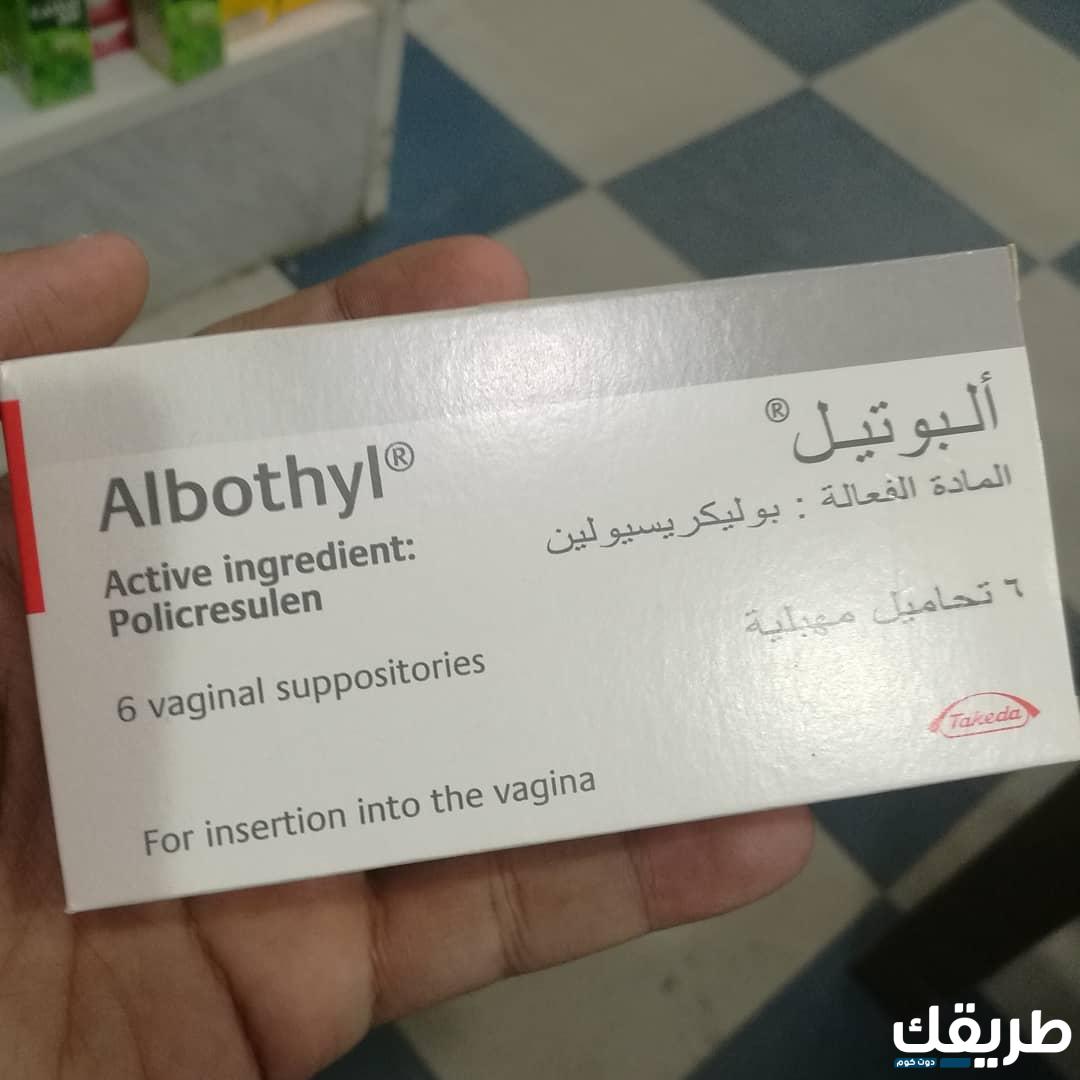 Albothyl®
Active ingredient:
Policresulen
6 vaginal suppositories
For insertion into the vagina
ألبوتيل®
المادة الفعالة : بوليكريسيولين
٦ تحاميل مهبلية
Takeda
طريقك
دوت كوم